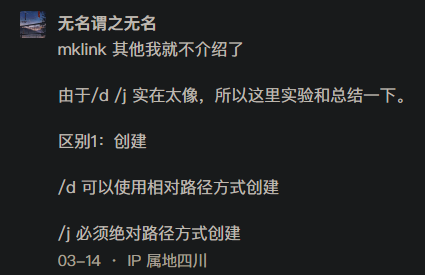 无名谓之无名
mklink 其他我就不介绍了
由于/d /j 实在太像，所以这里实验和总结一下。
区别1：创建
/d 可以使用相对路径方式创建
/j 必须绝对路径方式创建
03-14 · IP 属地四川